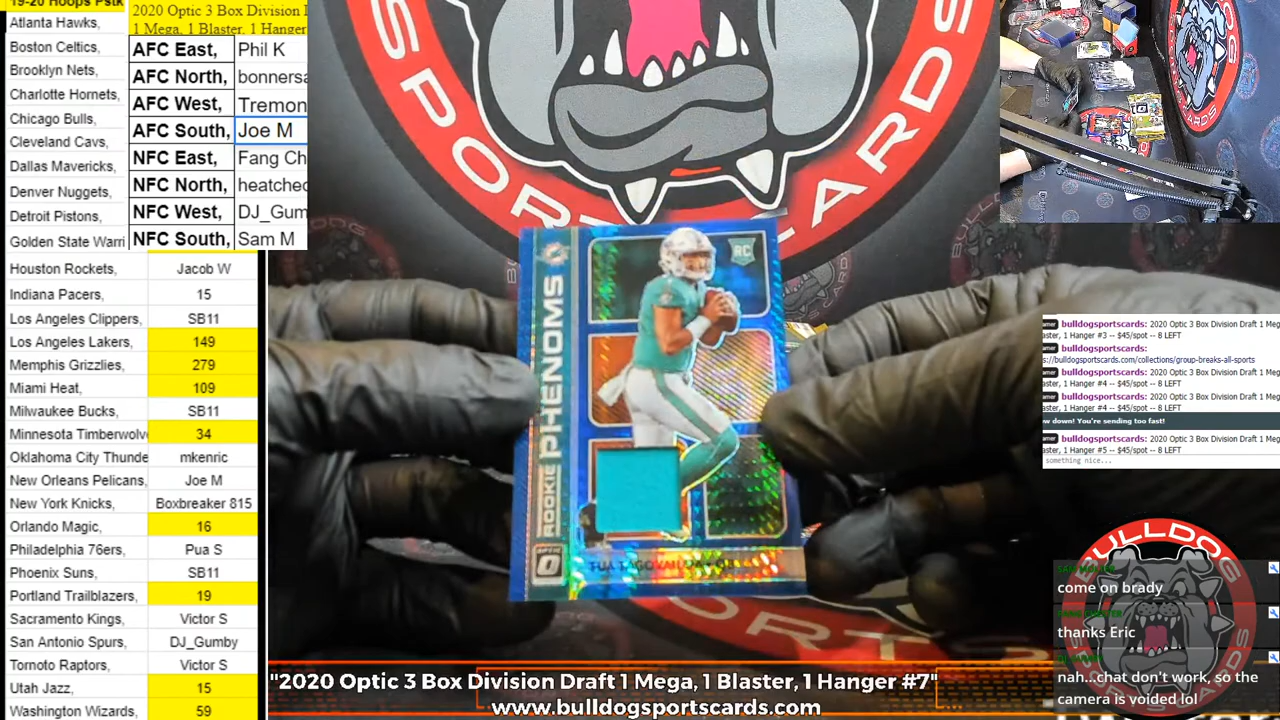 19-20 Hoops Pstk
Atlanta Hawks,
Boston Celtics,
Brooklyn Nets,
Charlotte Hornets,
Chicago Bulls,
Cleveland Cavs,
Dallas Mavericks,
Denver Nuggets,
Detroit Pistons,
Golden State Warri
Houston Rockets, Jacob W
Indiana Pacers, 15
Los Angeles Clippers, SB11
Los Angeles Lakers, 149
Memphis Grizzlies, 279
Miami Heat, 109
Milwaukee Bucks, SB11
Minnesota Timberwolv 34
Oklahoma City Thunde mkenric
New Orleans Pelicans, Joe M
New York Knicks, Boxbreaker 815
Orlando Magic, 16
Philadelphia 76ers, Pua S
Phoenix Suns, SB11
Portland Trailblazers, 19
Sacramento Kings, Victor S
San Antonio Spurs, DJ_Gumby
Tornoto Raptors, Victor S
Utah Jazz, 15
Washington Wizards, 59
2020 Optic 3 Box Division
1 Mega, 1 Blaster, 1 Hanger
AFC East, Phil K
AFC North, bonnersa
AFC West, Tremon
AFC South, Joe M
NFC East, Fang Ch
NFC North, heatched
NFC West, DJ_Gum
NFC South, Sam M
SPORTS CARDS
RC
ROOKIE PHENOMS
OPTIC
TUA TAGOVAILOA
bulldogsportscards: 2020 Optic 3 Box Division Draft 1 Meg
aster, 1 Hanger #3 -- $45/spot -- 8 LEFT
bulldogsportscards:
s://bulldogsportscards.com/collections/group-breaks-all-sports
bulldogsportscards: 2020 Optic 3 Box Division Draft 1 Meg
aster, 1 Hanger #4 -- $45/spot -- 8 LEFT
bulldogsportscards: 2020 Optic 3 Box Division Draft 1 Meg
aster, 1 Hanger #4 -- $45/spot -- 8 LEFT
ow down! You're sending too fast!
bulldogsportscards: 2020 Optic 3 Box Division Draft 1 Meg
aster, 1 Hanger #5 -- $45/spot -- 8 LEFT
something nice...
BULLDOG
come on brady
thanks Eric
nah...chat don't work, so the
camera is voided lol
"2020 Optic 3 Box Division Draft 1 Mega, 1 Blaster, 1 Hanger #7"
www.bulldogsportscards.com